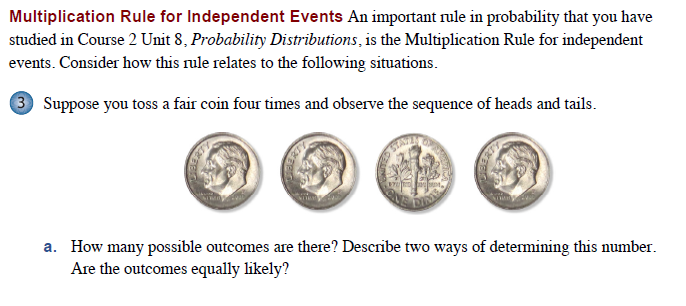 Multiplication Rule for Independent Events An important rule in probability that you have
studied in Course 2 Unit 8, Probability Distributions, is the Multiplication Rule for independent
events. Consider how this rule relates to the following situations.
3 Suppose you toss a fair coin four times and observe the sequence of heads and tails.
LIBERTY LIBERTY UNITED STATES OF AMERICA LIBERTY
ONE DIME
a. How many possible outcomes are there? Describe two ways of determining this number.
Are the outcomes equally likely?